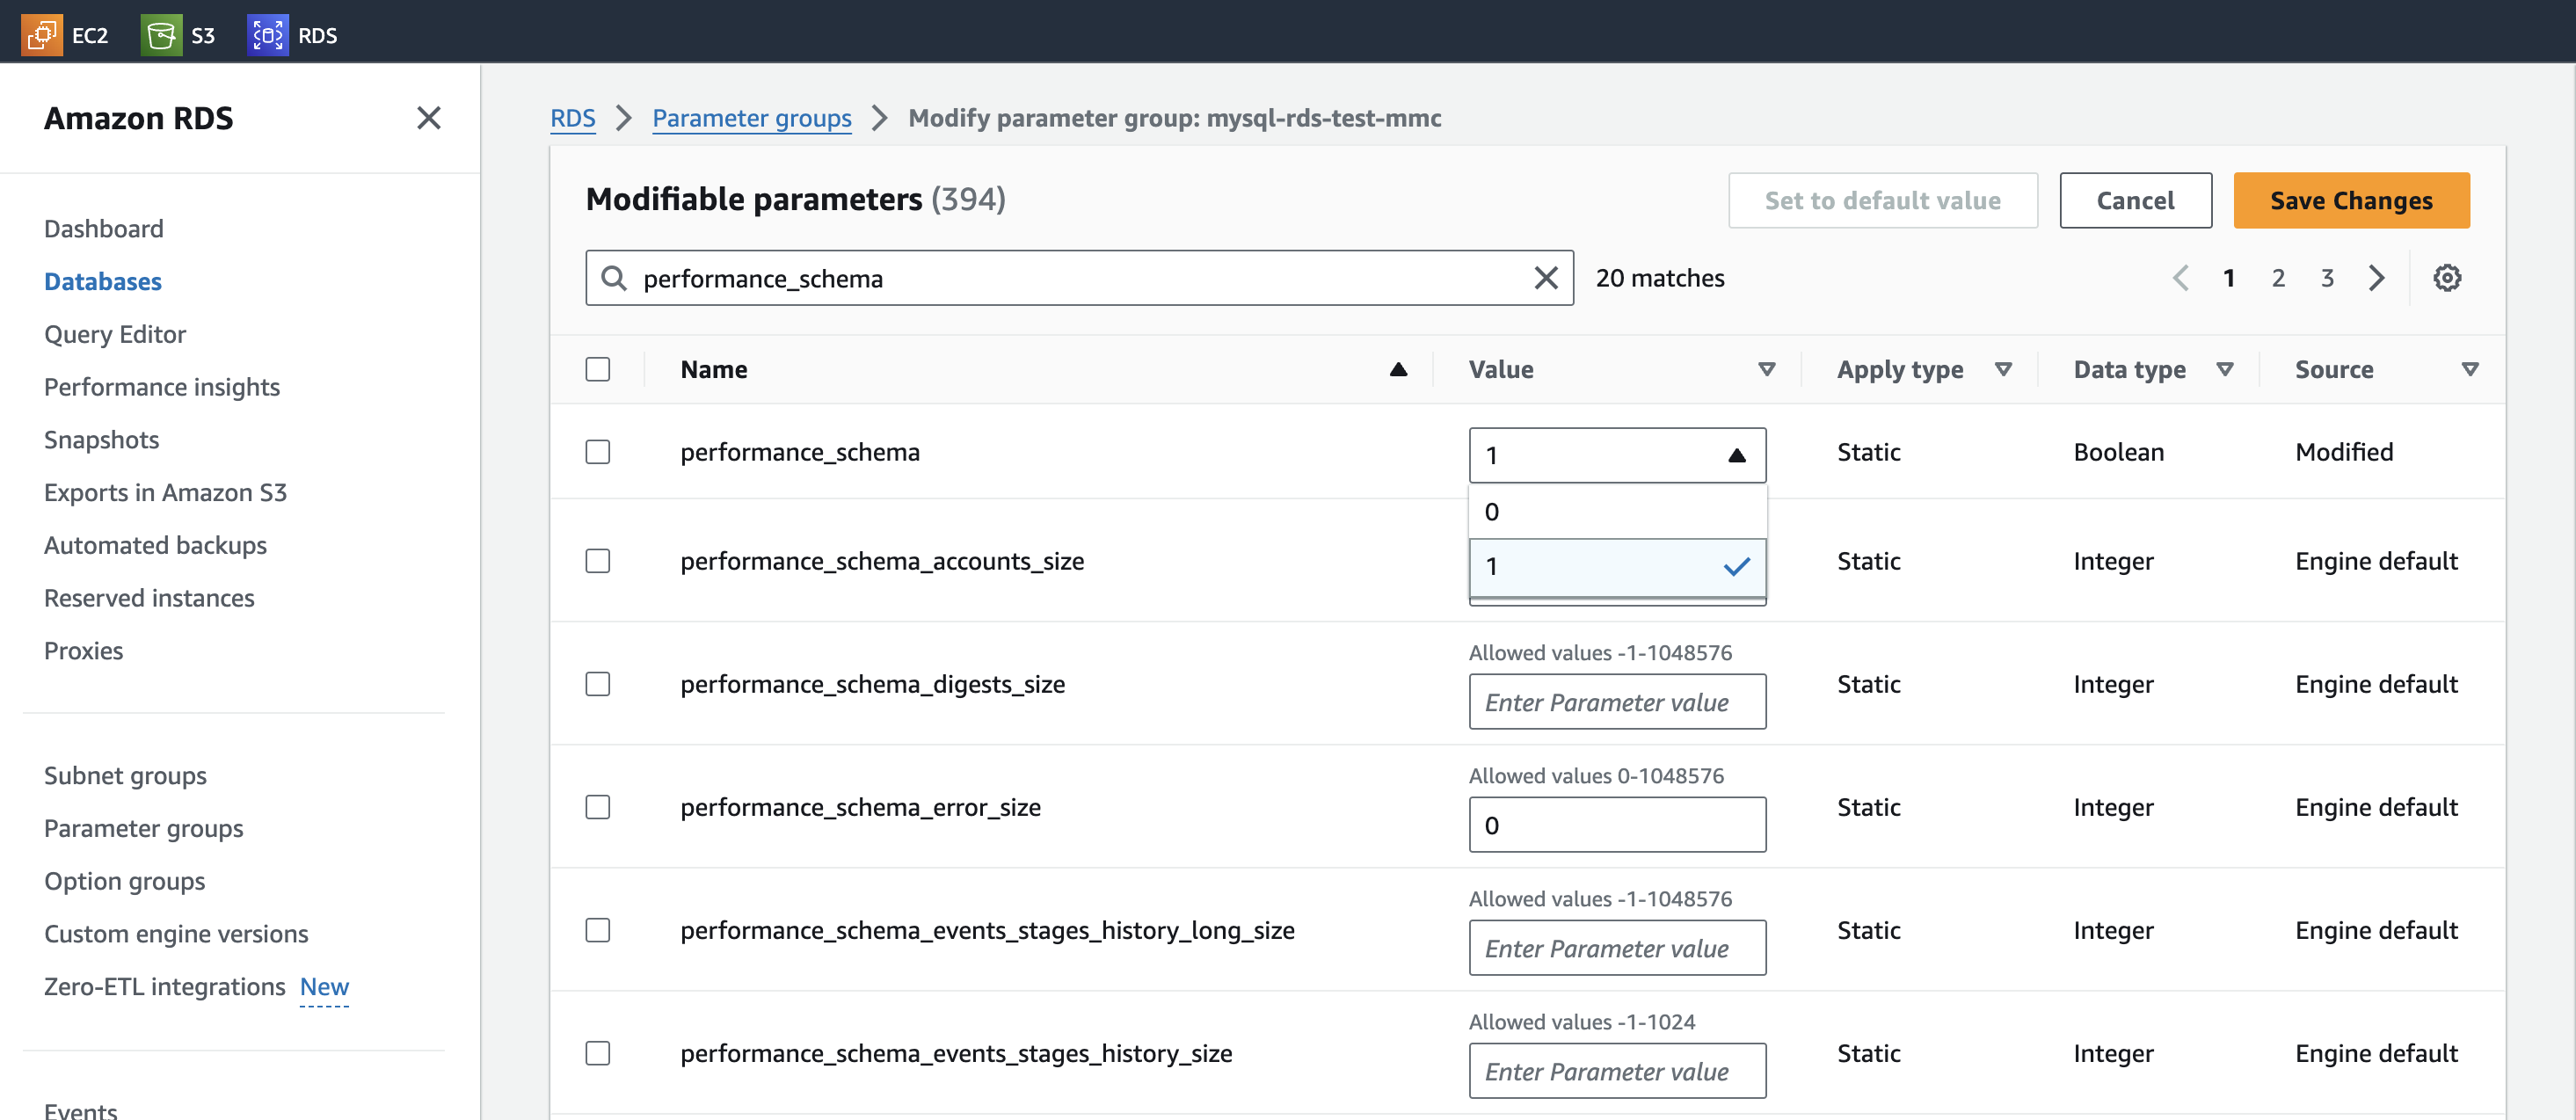 EC2 S3 RDS
Amazon RDS
Dashboard
Databases
Query Editor
Performance insights
Snapshots
Exports in Amazon S3
Automated backups
Reserved instances
Proxies
Subnet groups
Parameter groups
Option groups
Custom engine versions
Zero-ETL integrations New
Events
RDS Parameter groups Modify parameter group: mysql-rds-test-mmc
Modifiable parameters (394)
Set to default value Cancel Save Changes
performance_schema 20 matches 1 2 3
Name Value Apply type Data type Source
performance_schema 1 Static Boolean Modified
0
performance_schema_accounts_size 1 Static Integer Engine default
Allowed values -1-1048576
performance_schema_digests_size Enter Parameter value Static Integer Engine default
Allowed values 0-1048576
performance_schema_error_size 0 Static Integer Engine default
Allowed values -1-1048576
performance_schema_events_stages_history_long_size Enter Parameter value Static Integer Engine default
Allowed values -1-1024
performance_schema_events_stages_history_size Enter Parameter value Static Integer Engine default